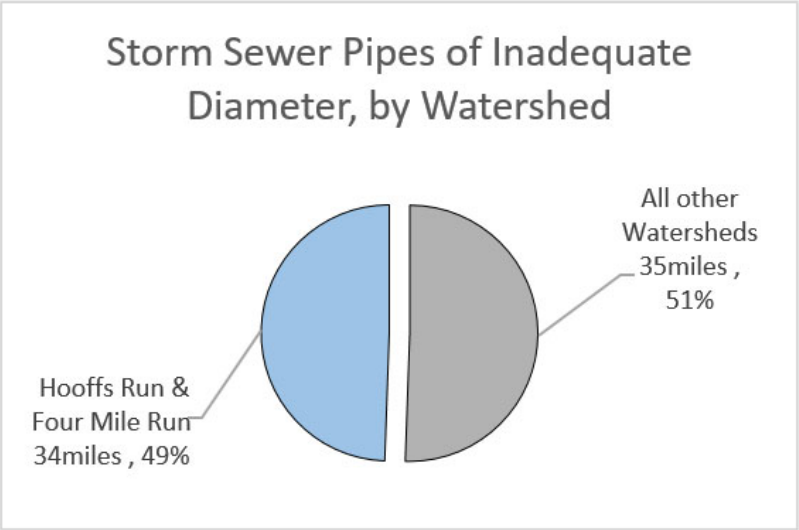 Storm Sewer Pipes of Inadequate
Diameter, by Watershed
All other
Watersheds
35miles ,
51%
Hooffs Run &
Four Mile Run
34miles , 49%